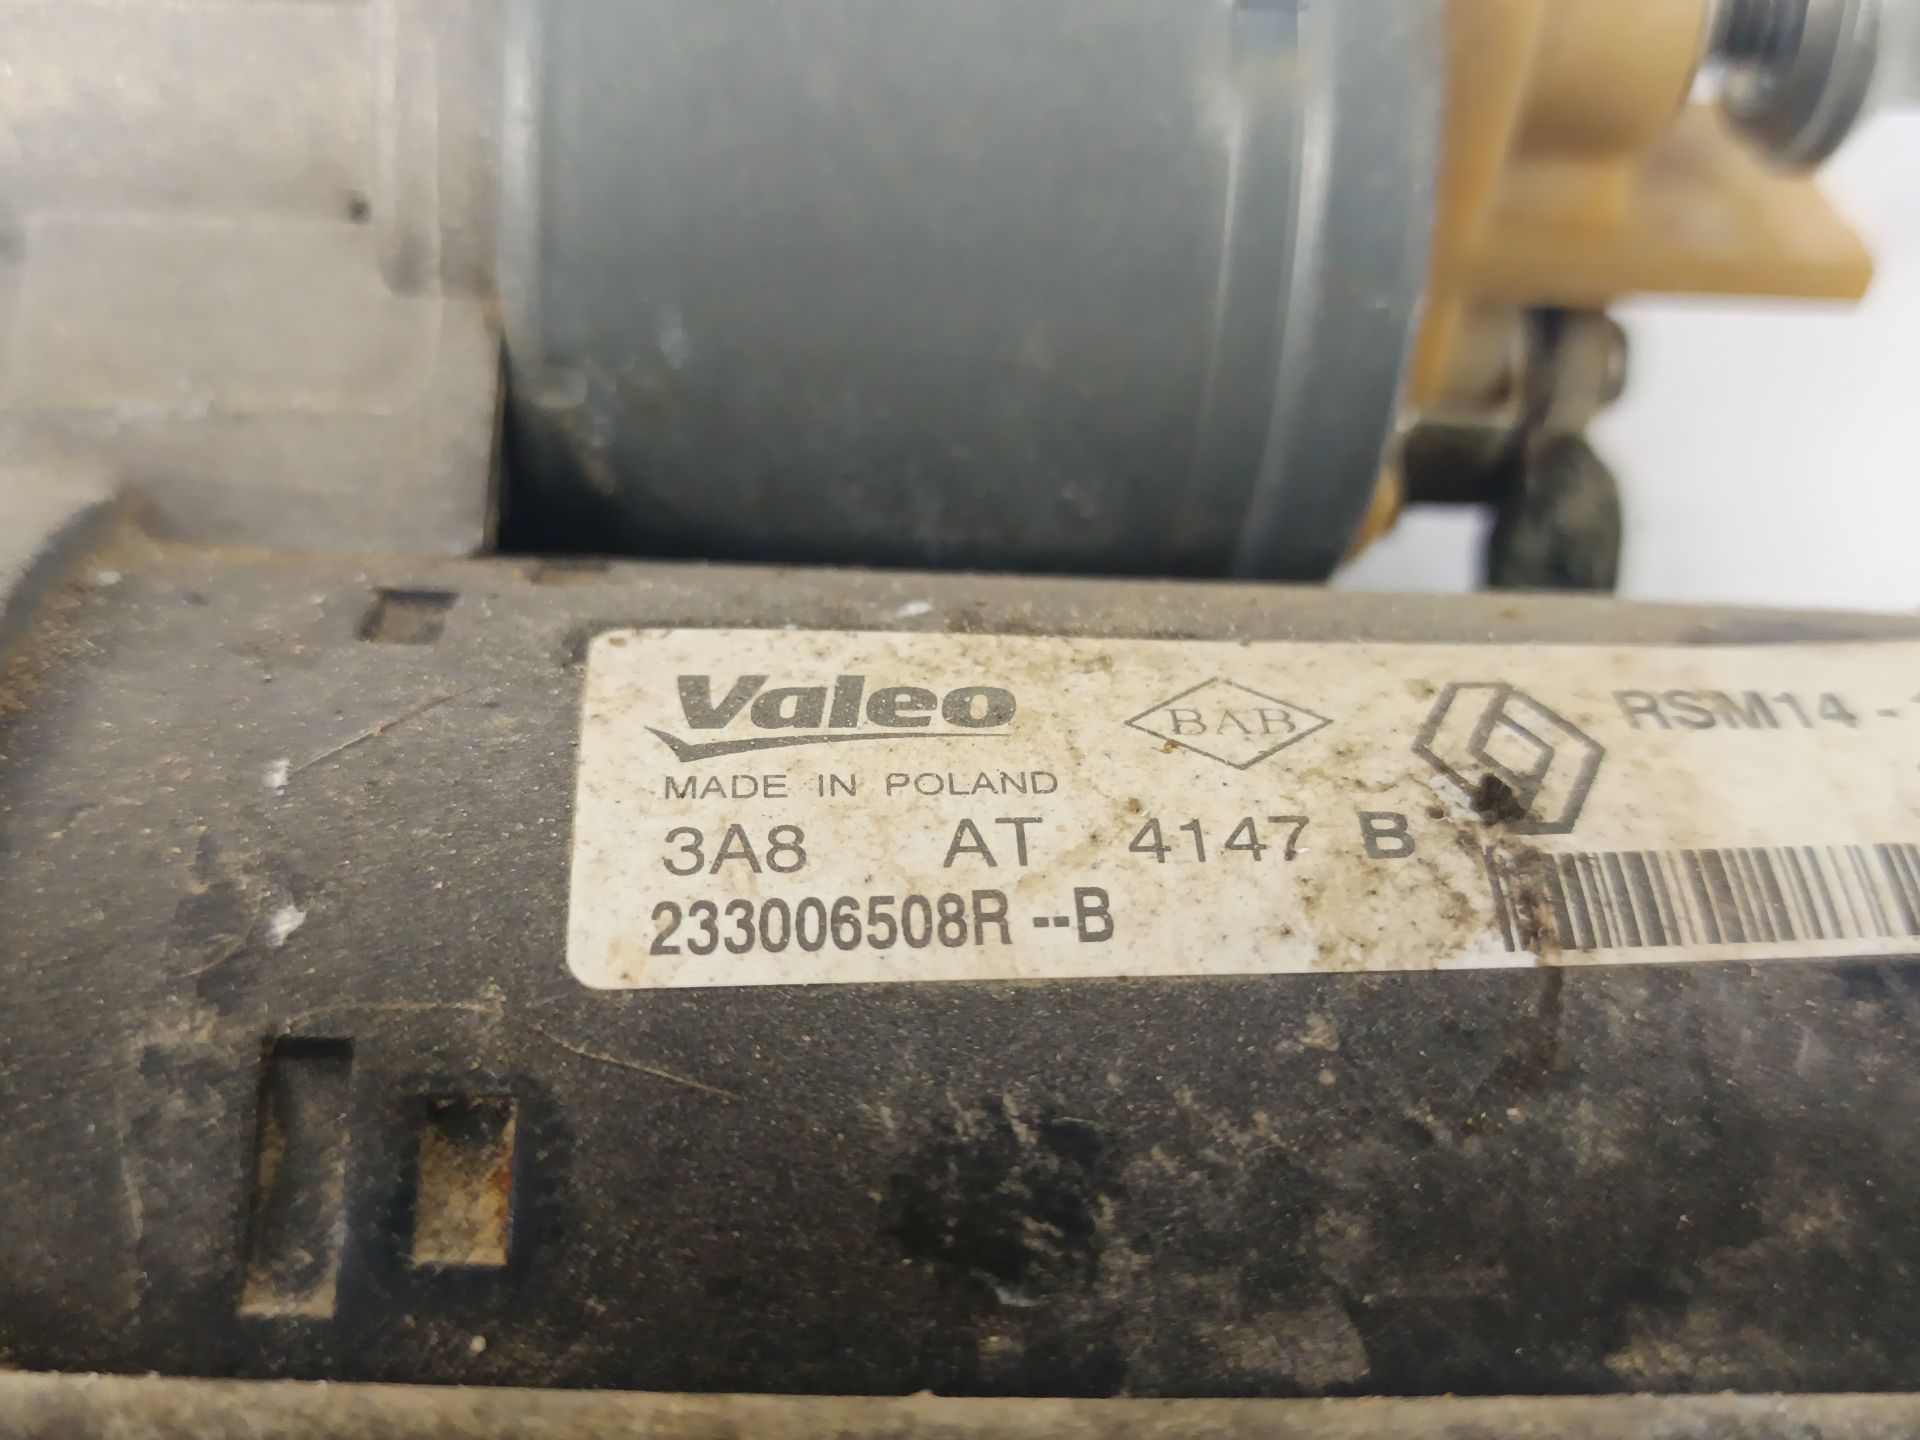 Valeo BAB RSM14 -
MADE IN POLAND
3A8 AT 4147 B
233006508R --B